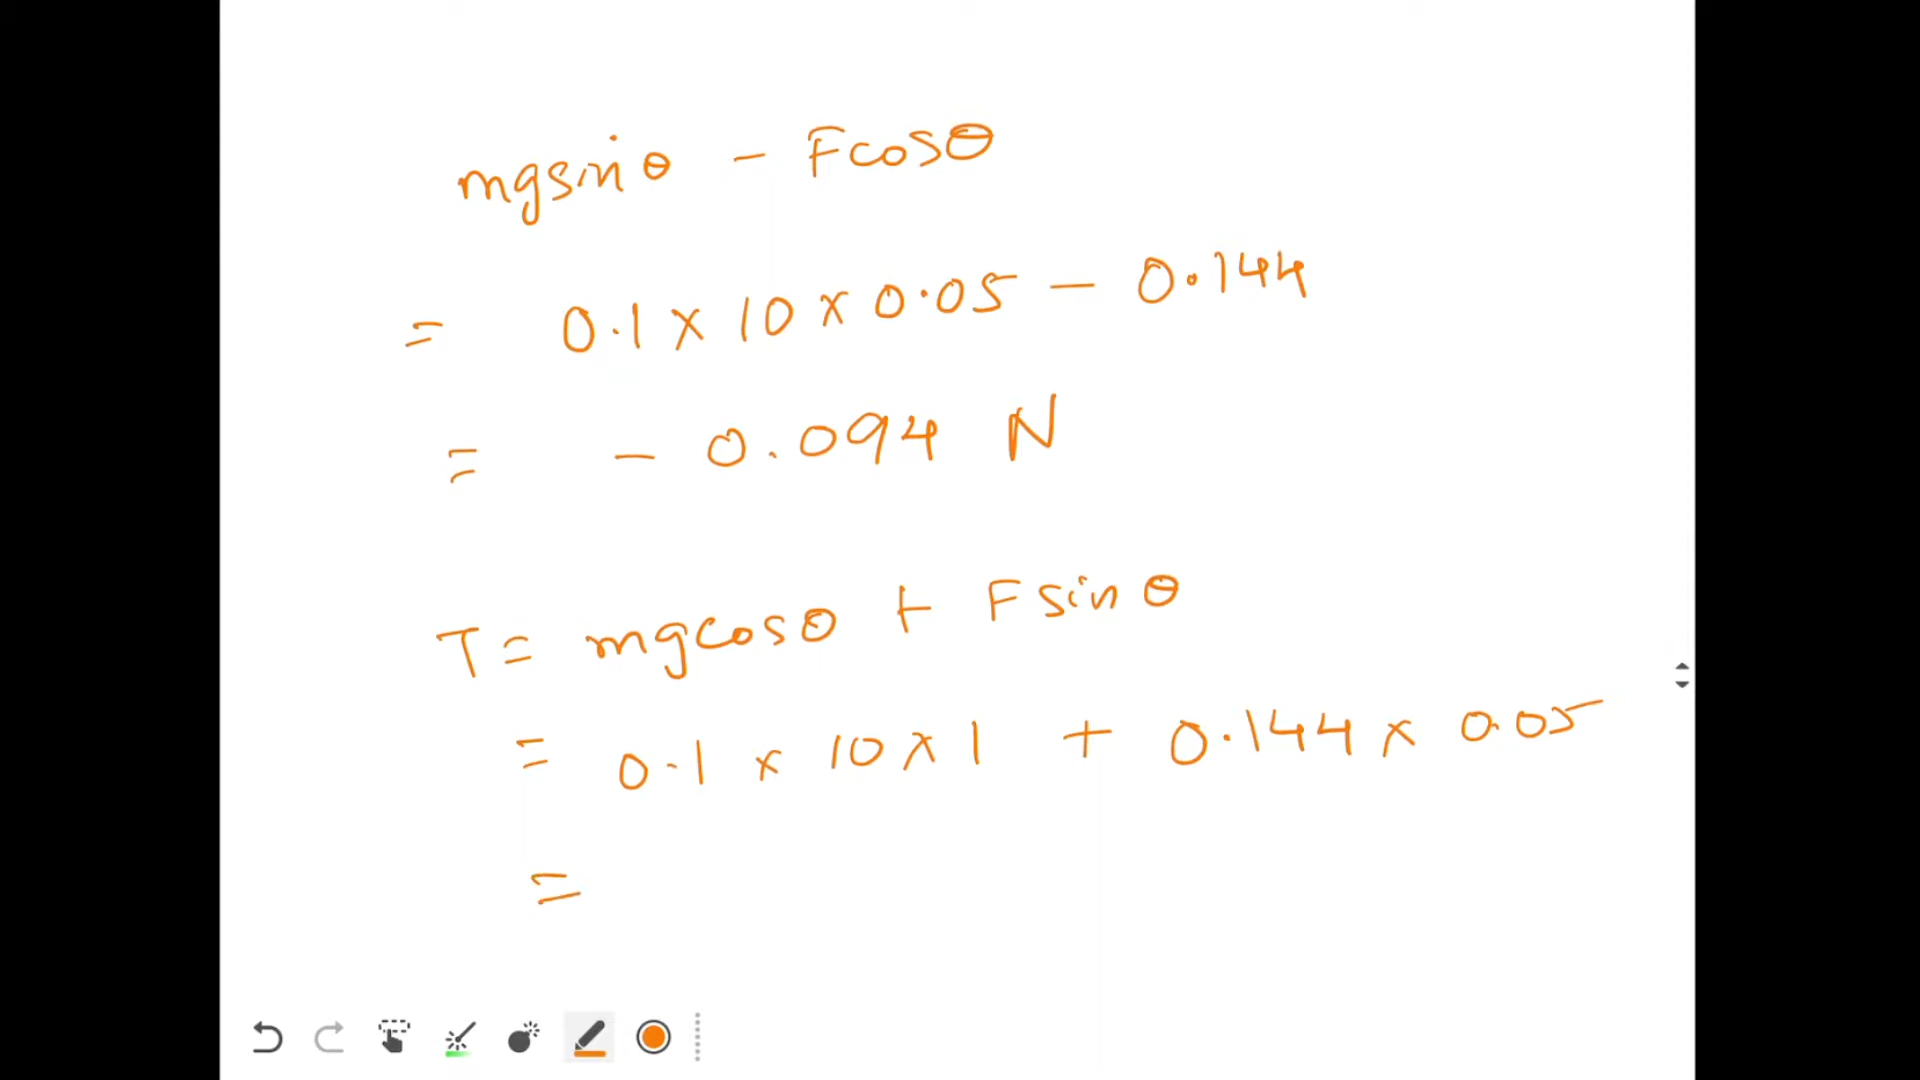 mgsinθ - Fcosθ
= 0.1 x 10 x 0.05 - 0.144
= - 0.094 N
T = mgcosθ + Fsinθ
= 0.1 x 10 x 1 + 0.144 x 0.05
=